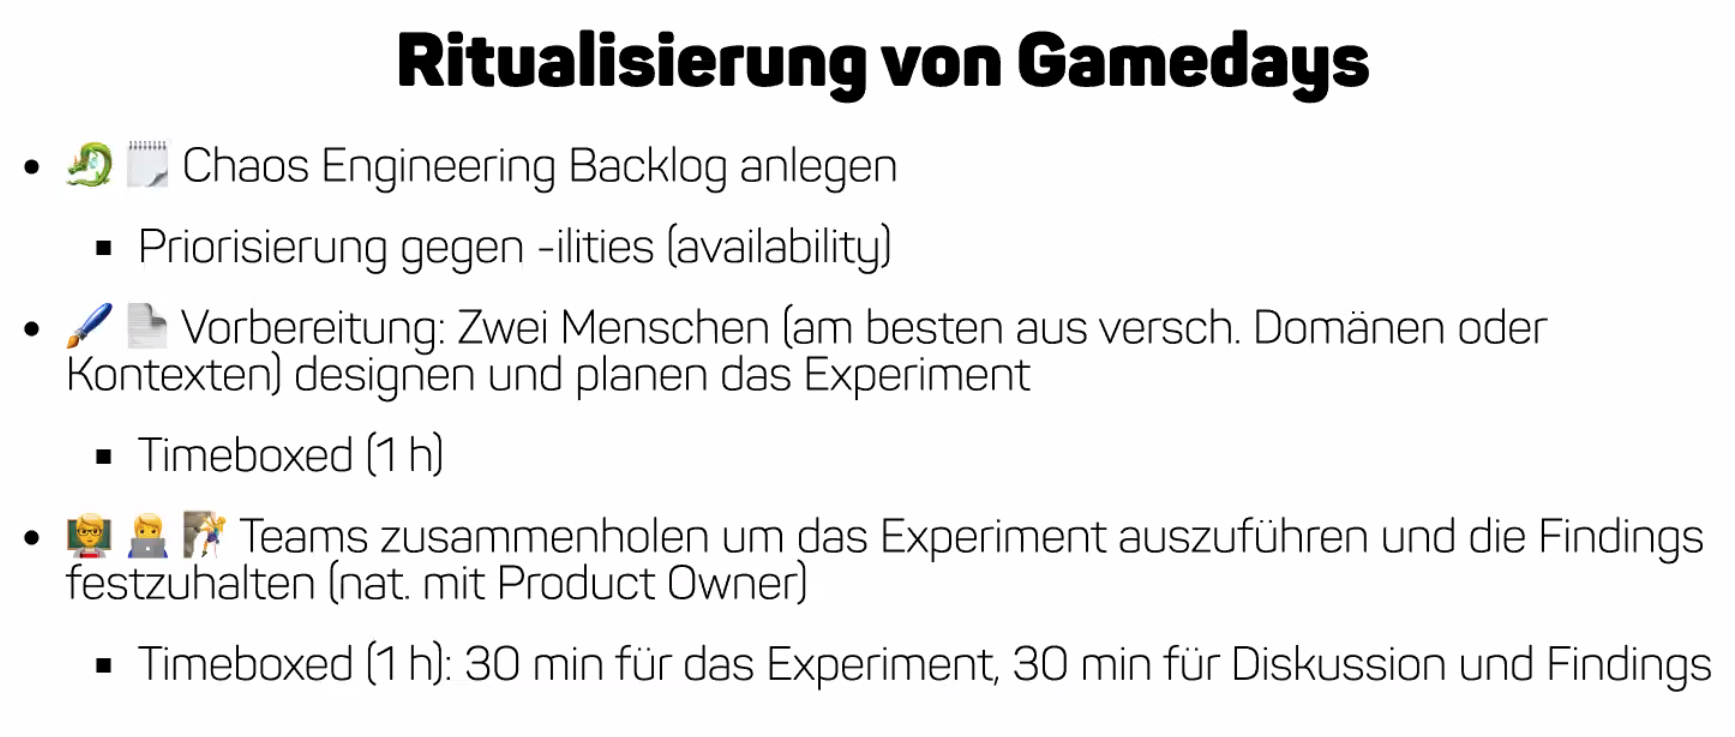 Ritualisierung von Gamedays
Chaos Engineering Backlog anlegen
Priorisierung gegen -ilities (availability)
Vorbereitung: Zwei Menschen (am besten aus versch. Domänen oder
Kontexten) designen und planen das Experiment
Timeboxed (1 h)
Teams zusammenholen um das Experiment auszuführen und die Findings
festzuhalten (nat. mit Product Owner)
Timeboxed (1 h): 30 min für das Experiment, 30 min für Diskussion und Findings